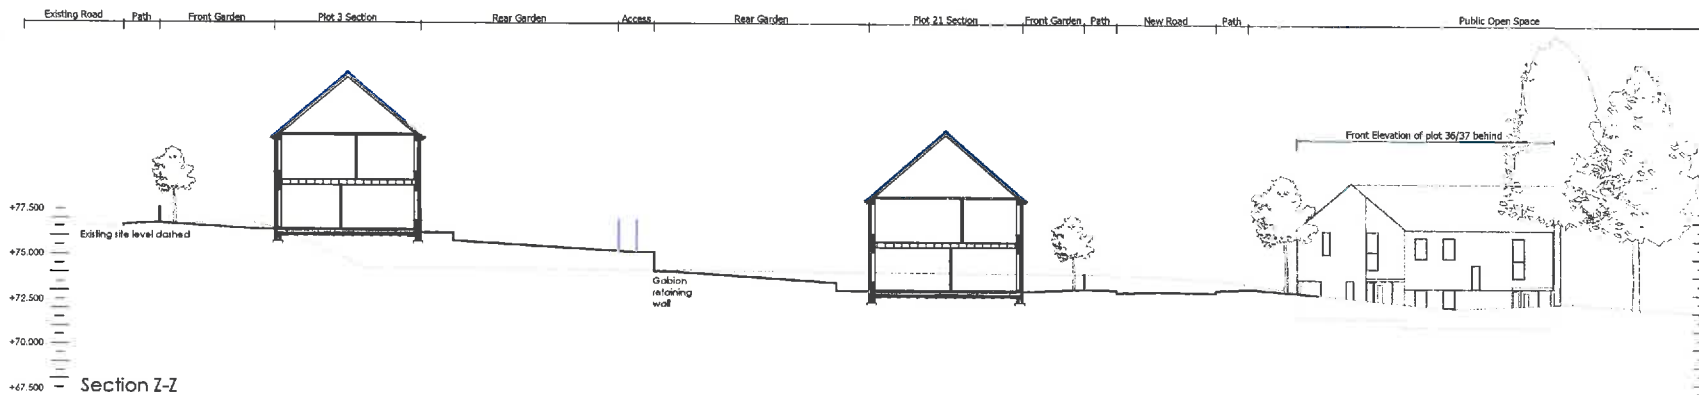 Existing Road Path Front Garden Plot 3 Section Rear Garden Access Rear Garden Plot 21 Section Front Garden Path New Road Path Public Open Space
Front Elevation of plot 36/37 behind
+77.500
Existing site level dashed
+75.000
Gabion
retaining
wall
+72.500
+70.000
+67.500
Section Z-Z